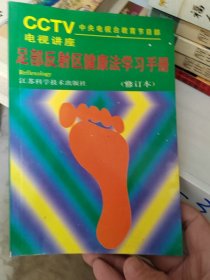 CCTV 中央电视台教育节目部
电视讲座
足部反射区健康法学习手册
Reflexology
江苏科学技术出版社
(修订本)